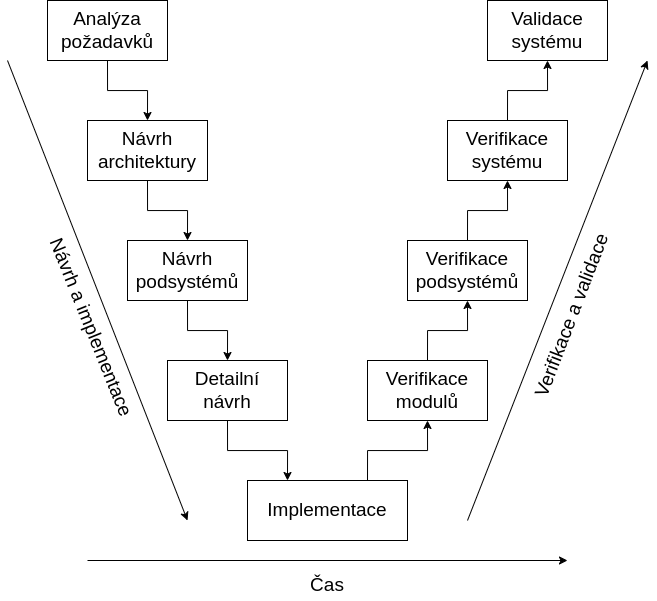 Analýza
požadavků
Validace
systému
Návrh
architektury
Verifikace
systému
Návrh
podsystémů
Verifikace
podsystémů
Návrh a implementace
Verifikace a validace
Detailní
návrh
Verifikace
modulů
Implementace
Čas